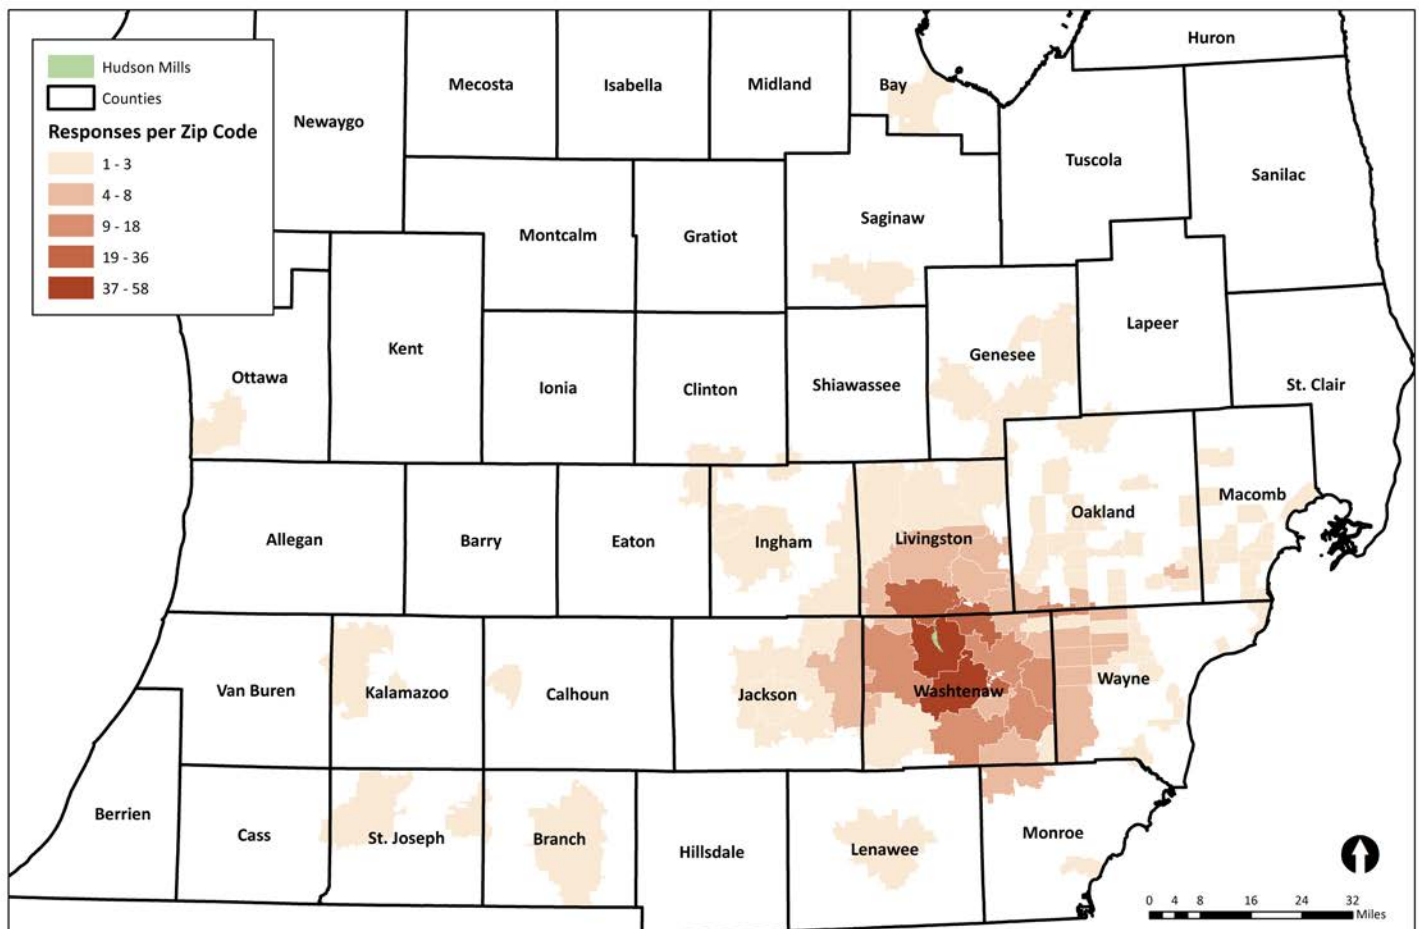 Hudson Mills
Counties
Responses per Zip Code
1 - 3
4 - 8
9 - 18
19 - 36
37 - 58
Huron
Mecosta
Isabella
Midland
Bay
Newaygo
Tuscola
Sanilac
Saginaw
Montcalm
Gratiot
Lapeer
Kent
Genesee
Ottawa
Ionia
Clinton
Shiawassee
St. Clair
Macomb
Oakland
Allegan
Barry
Eaton
Ingham
Livingston
Van Buren
Kalamazoo
Calhoun
Jackson
Washtenaw
Wayne
Berrien
Cass
St. Joseph
Branch
Hillsdale
Lenawee
Monroe
0 4 8 16 24 32
Miles